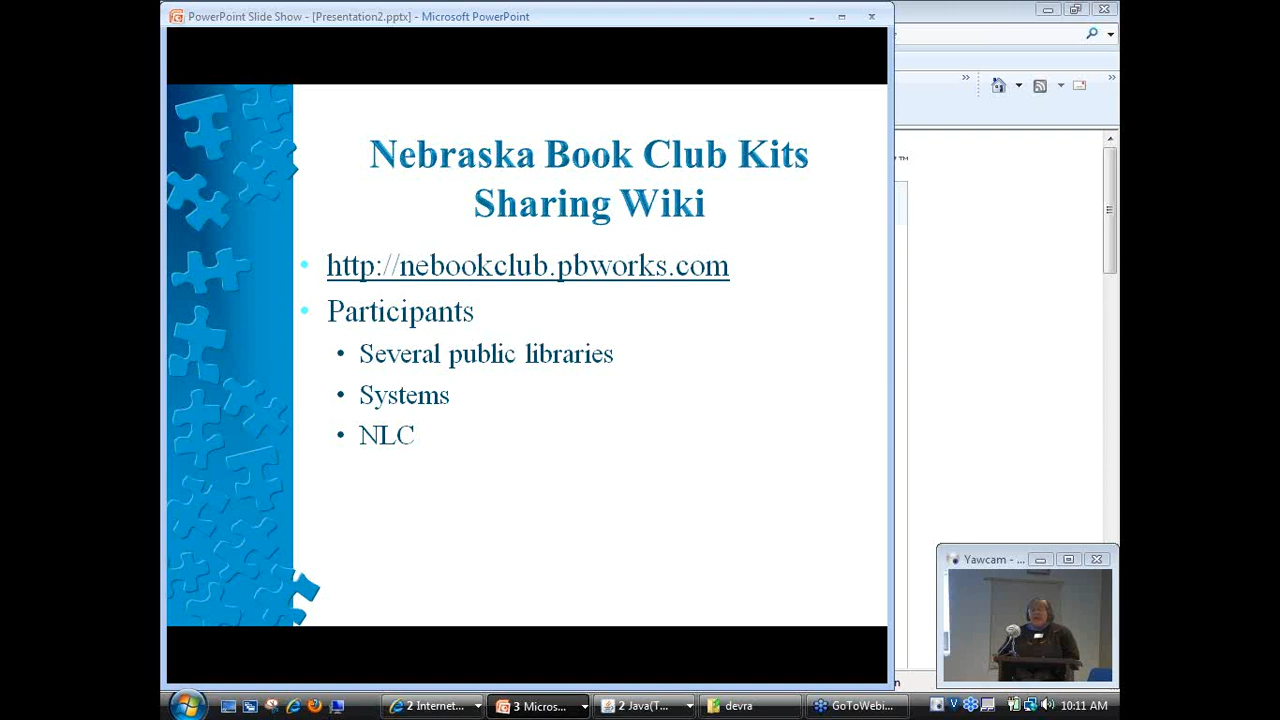 PowerPoint Slide Show - [Presentation2.pptx] - Microsoft PowerPoint
Nebraska Book Club Kits
Sharing Wiki
• http://nebookclub.pbworks.com
• Participants
• Several public libraries
• Systems
• NLC
Yawcam - ...
2 Internet...
3 Micros...
2 Java(T...
devra
GoToWebi...
10:11 AM